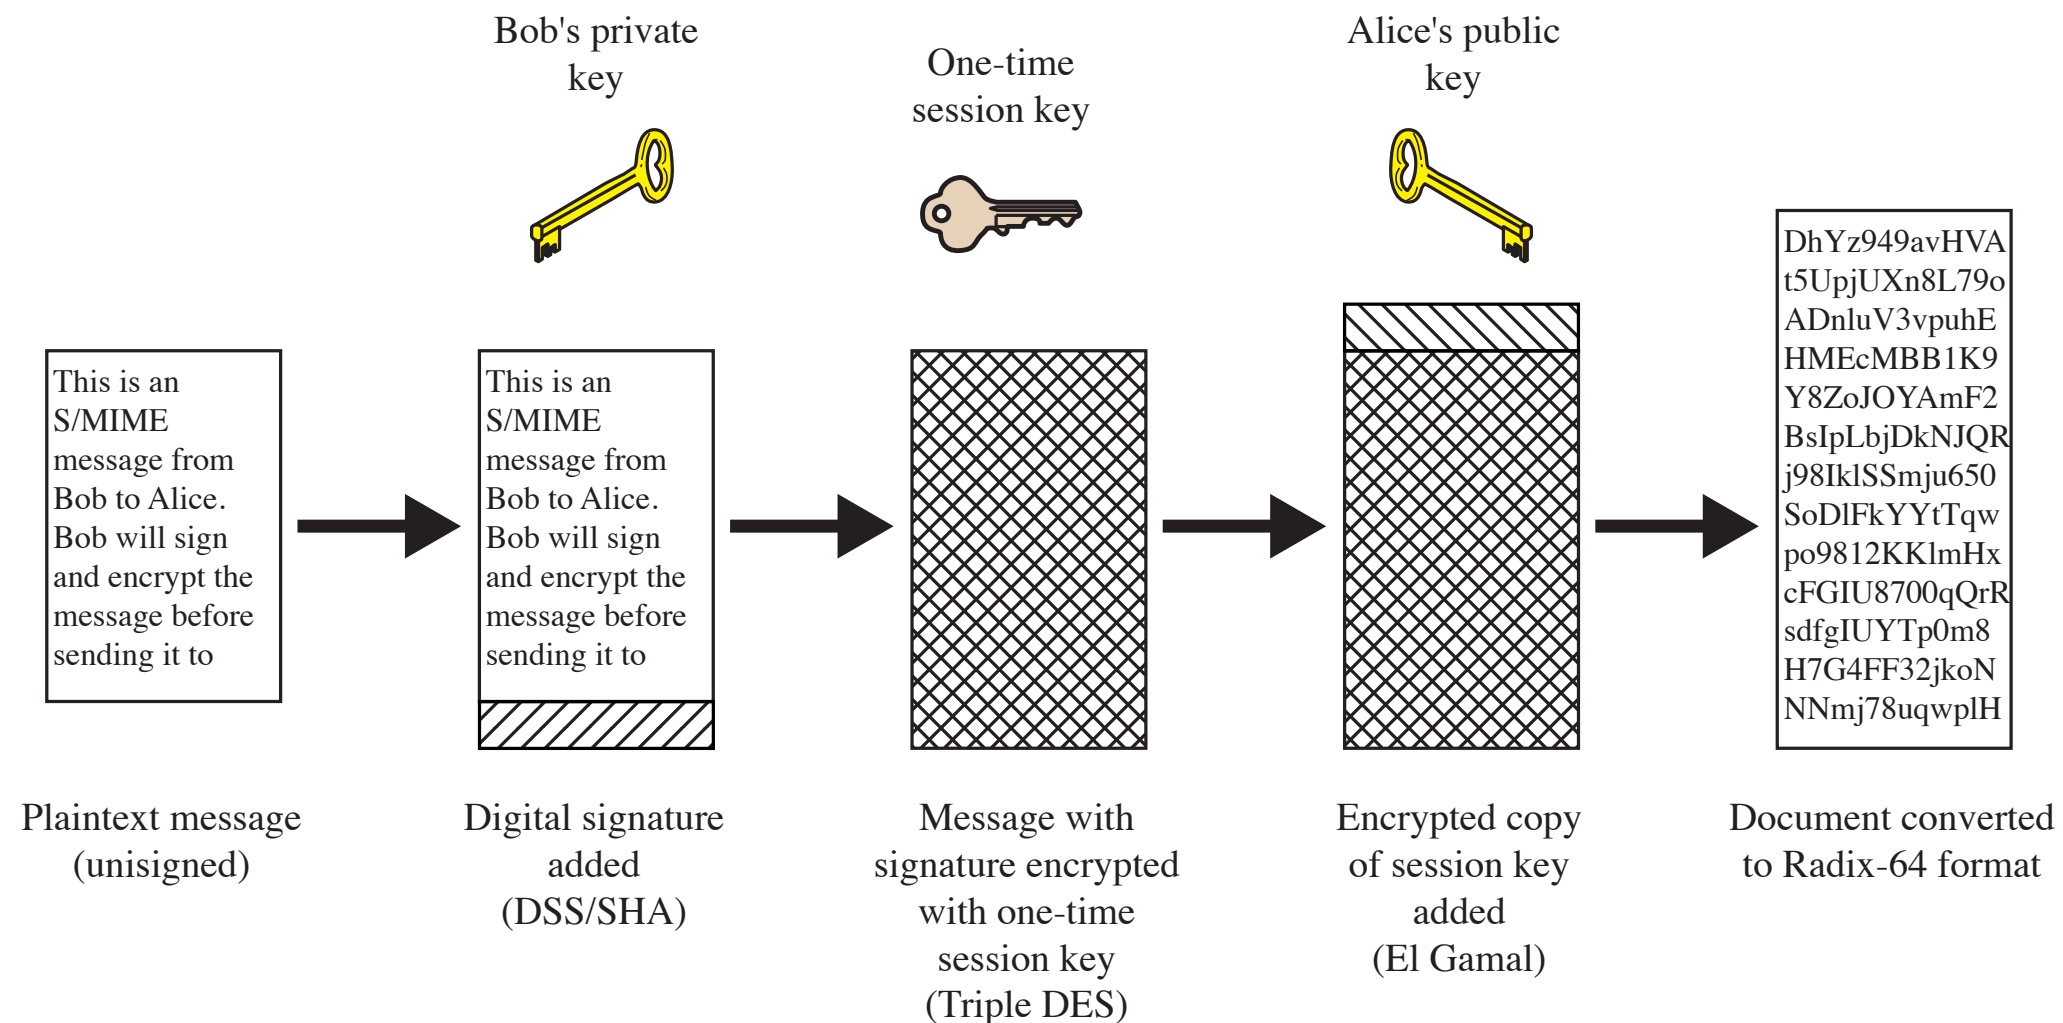 Bob's private
key
One-time
session key
Alice's public
key
This is an
S/MIME
message from
Bob to Alice.
Bob will sign
and encrypt the
message before
sending it to
This is an
S/MIME
message from
Bob to Alice.
Bob will sign
and encrypt the
message before
sending it to
DhYz949avHVA
t5UpjUXn8L79o
ADnluV3vpuhE
HMEcMBB1K9
Y8ZoJOYAmF2
BsIpLbjDkNJQR
j98IklSSmju650
SoDlFkYYtTqw
po9812KKlmHx
cFGIU8700qQrR
sdfgIUYTp0m8
H7G4FF32jkoN
NNmj78uqwplH
Plaintext message
(unisigned)
Digital signature
added
(DSS/SHA)
Message with
signature encrypted
with one-time
session key
(Triple DES)
Encrypted copy
of session key
added
(El Gamal)
Document converted
to Radix-64 format